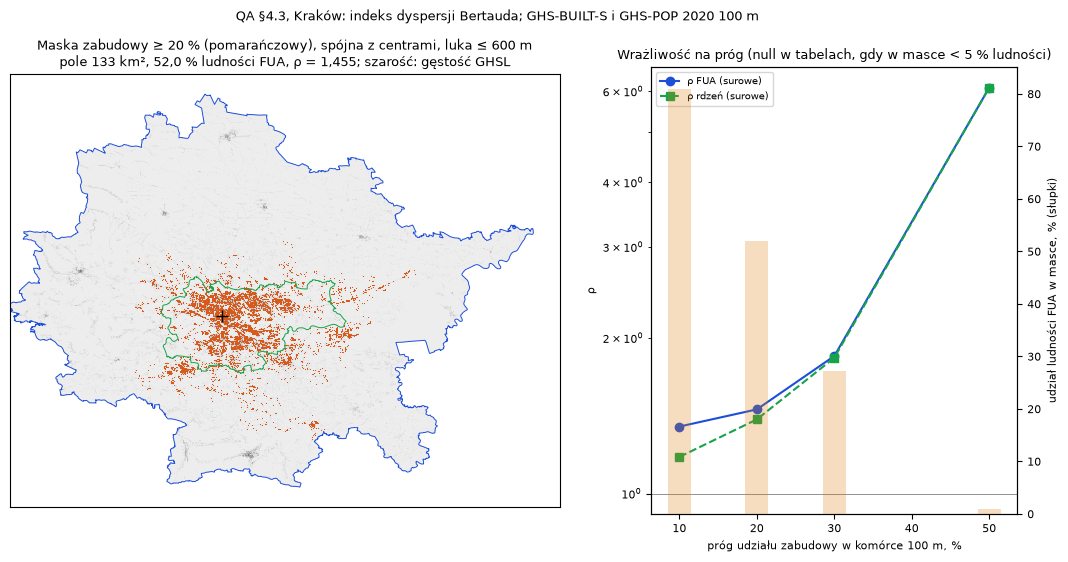 QA §4.3, Kraków: indeks dyspersji Bertauda; GHS-BUILT-S i GHS-POP 2020 100 m
Maska zabudowy ≥ 20 % (pomarańczowy), spójna z centrami, luka ≤ 600 m
pole 133 km², 52,0 % ludności FUA, ρ = 1,455; szarość: gęstość GHSL
Wrażliwość na próg (null w tabelach, gdy w masce < 5 % ludności)
ρ FUA (surowe)
ρ rdzeń (surowe)
6 × 10⁰
4 × 10⁰
3 × 10⁰
2 × 10⁰
10⁰
ρ
80
70
60
50
40
30
20
10
0
udział ludności FUA w masce, % (słupki)
10 20 30 40 50
próg udziału zabudowy w komórce 100 m, %